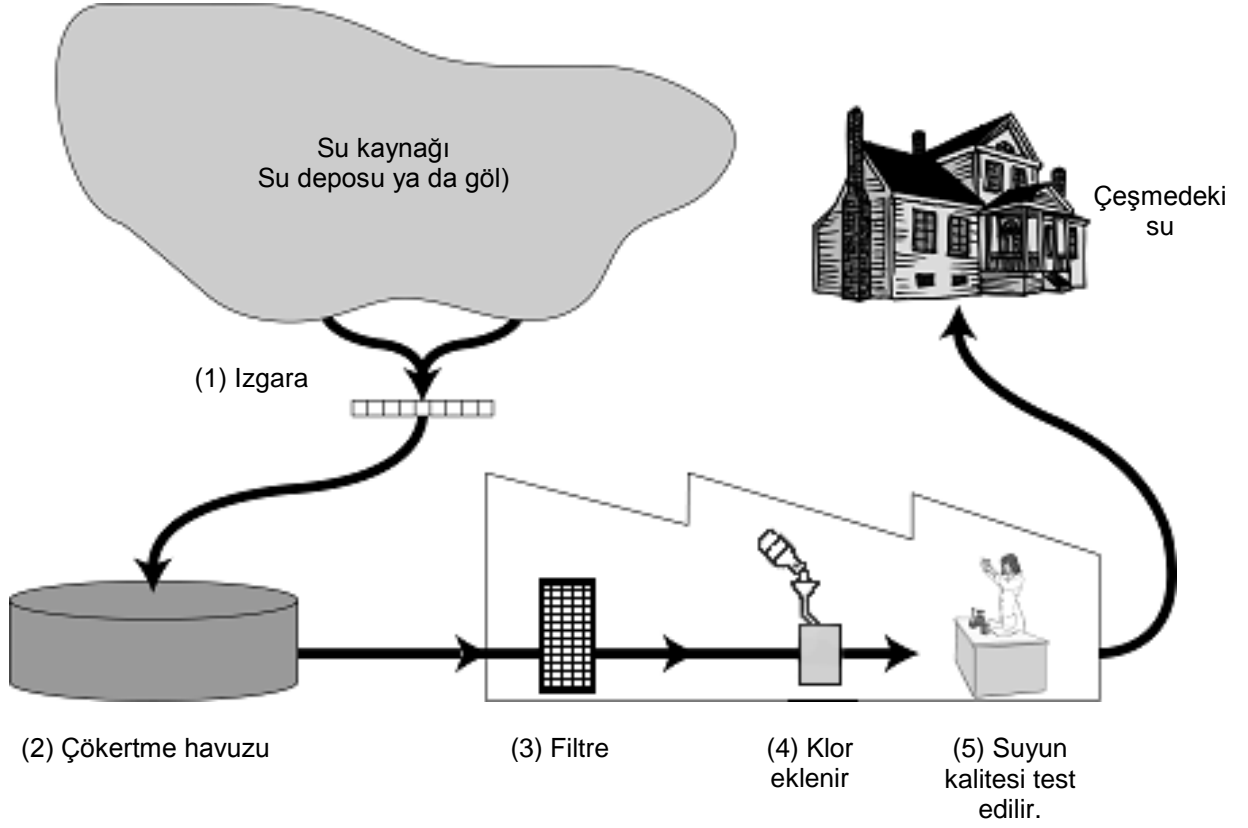 Su kaynağı
Su deposu ya da göl)
Çeşmedeki
su
(1) Izgara
(2) Çökertme havuzu
(3) Filtre
(4) Klor
eklenir
(5) Suyun
kalitesi test
edilir.